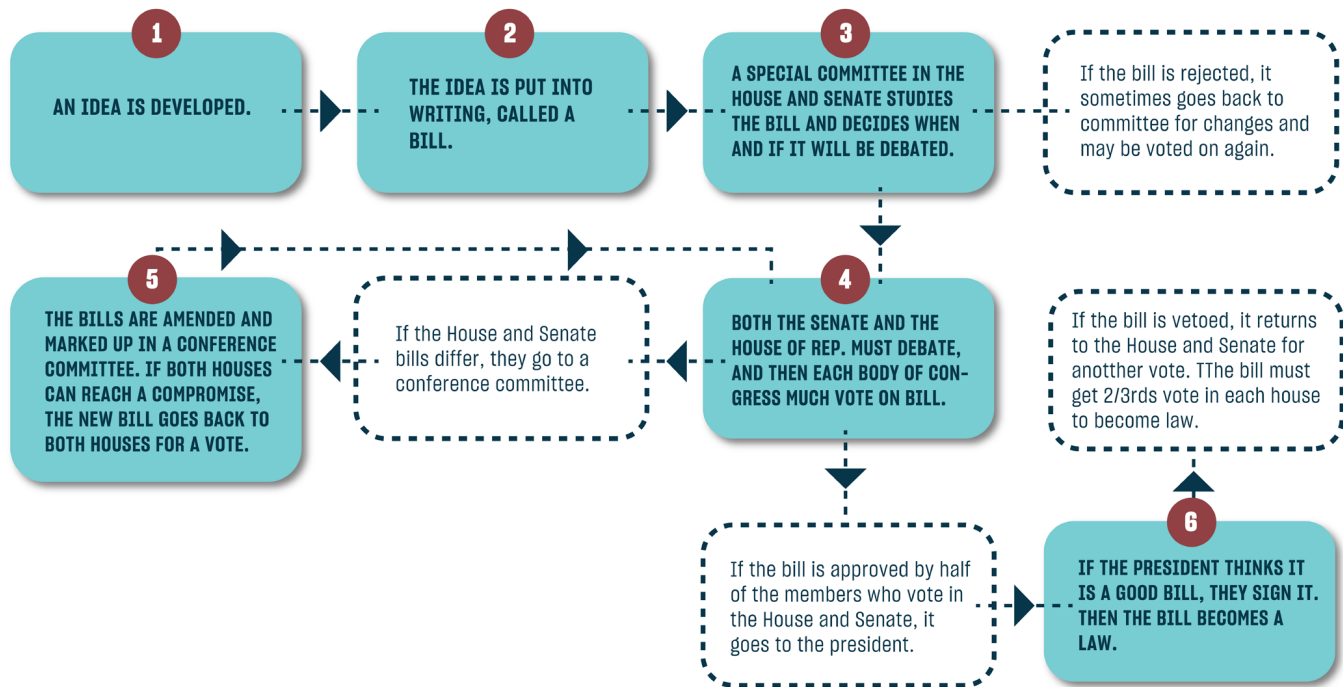 1
AN IDEA IS DEVELOPED.
2
THE IDEA IS PUT INTO
WRITING, CALLED A
BILL.
3
A SPECIAL COMMITTEE IN THE
HOUSE AND SENATE STUDIES
THE BILL AND DECIDES WHEN
AND IF IT WILL BE DEBATED.
If the bill is rejected, it
sometimes goes back to
committee for changes and
may be voted on again.
4
BOTH THE SENATE AND THE
HOUSE OF REP. MUST DEBATE,
AND THEN EACH BODY OF CON-
GRESS MUCH VOTE ON BILL.
If the House and Senate
bills differ, they go to a
conference committee.
5
THE BILLS ARE AMENDED AND
MARKED UP IN A CONFERENCE
COMMITTEE. IF BOTH HOUSES
CAN REACH A COMPROMISE,
THE NEW BILL GOES BACK TO
BOTH HOUSES FOR A VOTE.
If the bill is approved by half
of the members who vote in
the House and Senate, it
goes to the president.
6
IF THE PRESIDENT THINKS IT
IS A GOOD BILL, THEY SIGN IT.
THEN THE BILL BECOMES A
LAW.
If the bill is vetoed, it returns
to the House and Senate for
anotther vote. TThe bill must
get 2/3rds vote in each house
to become law.